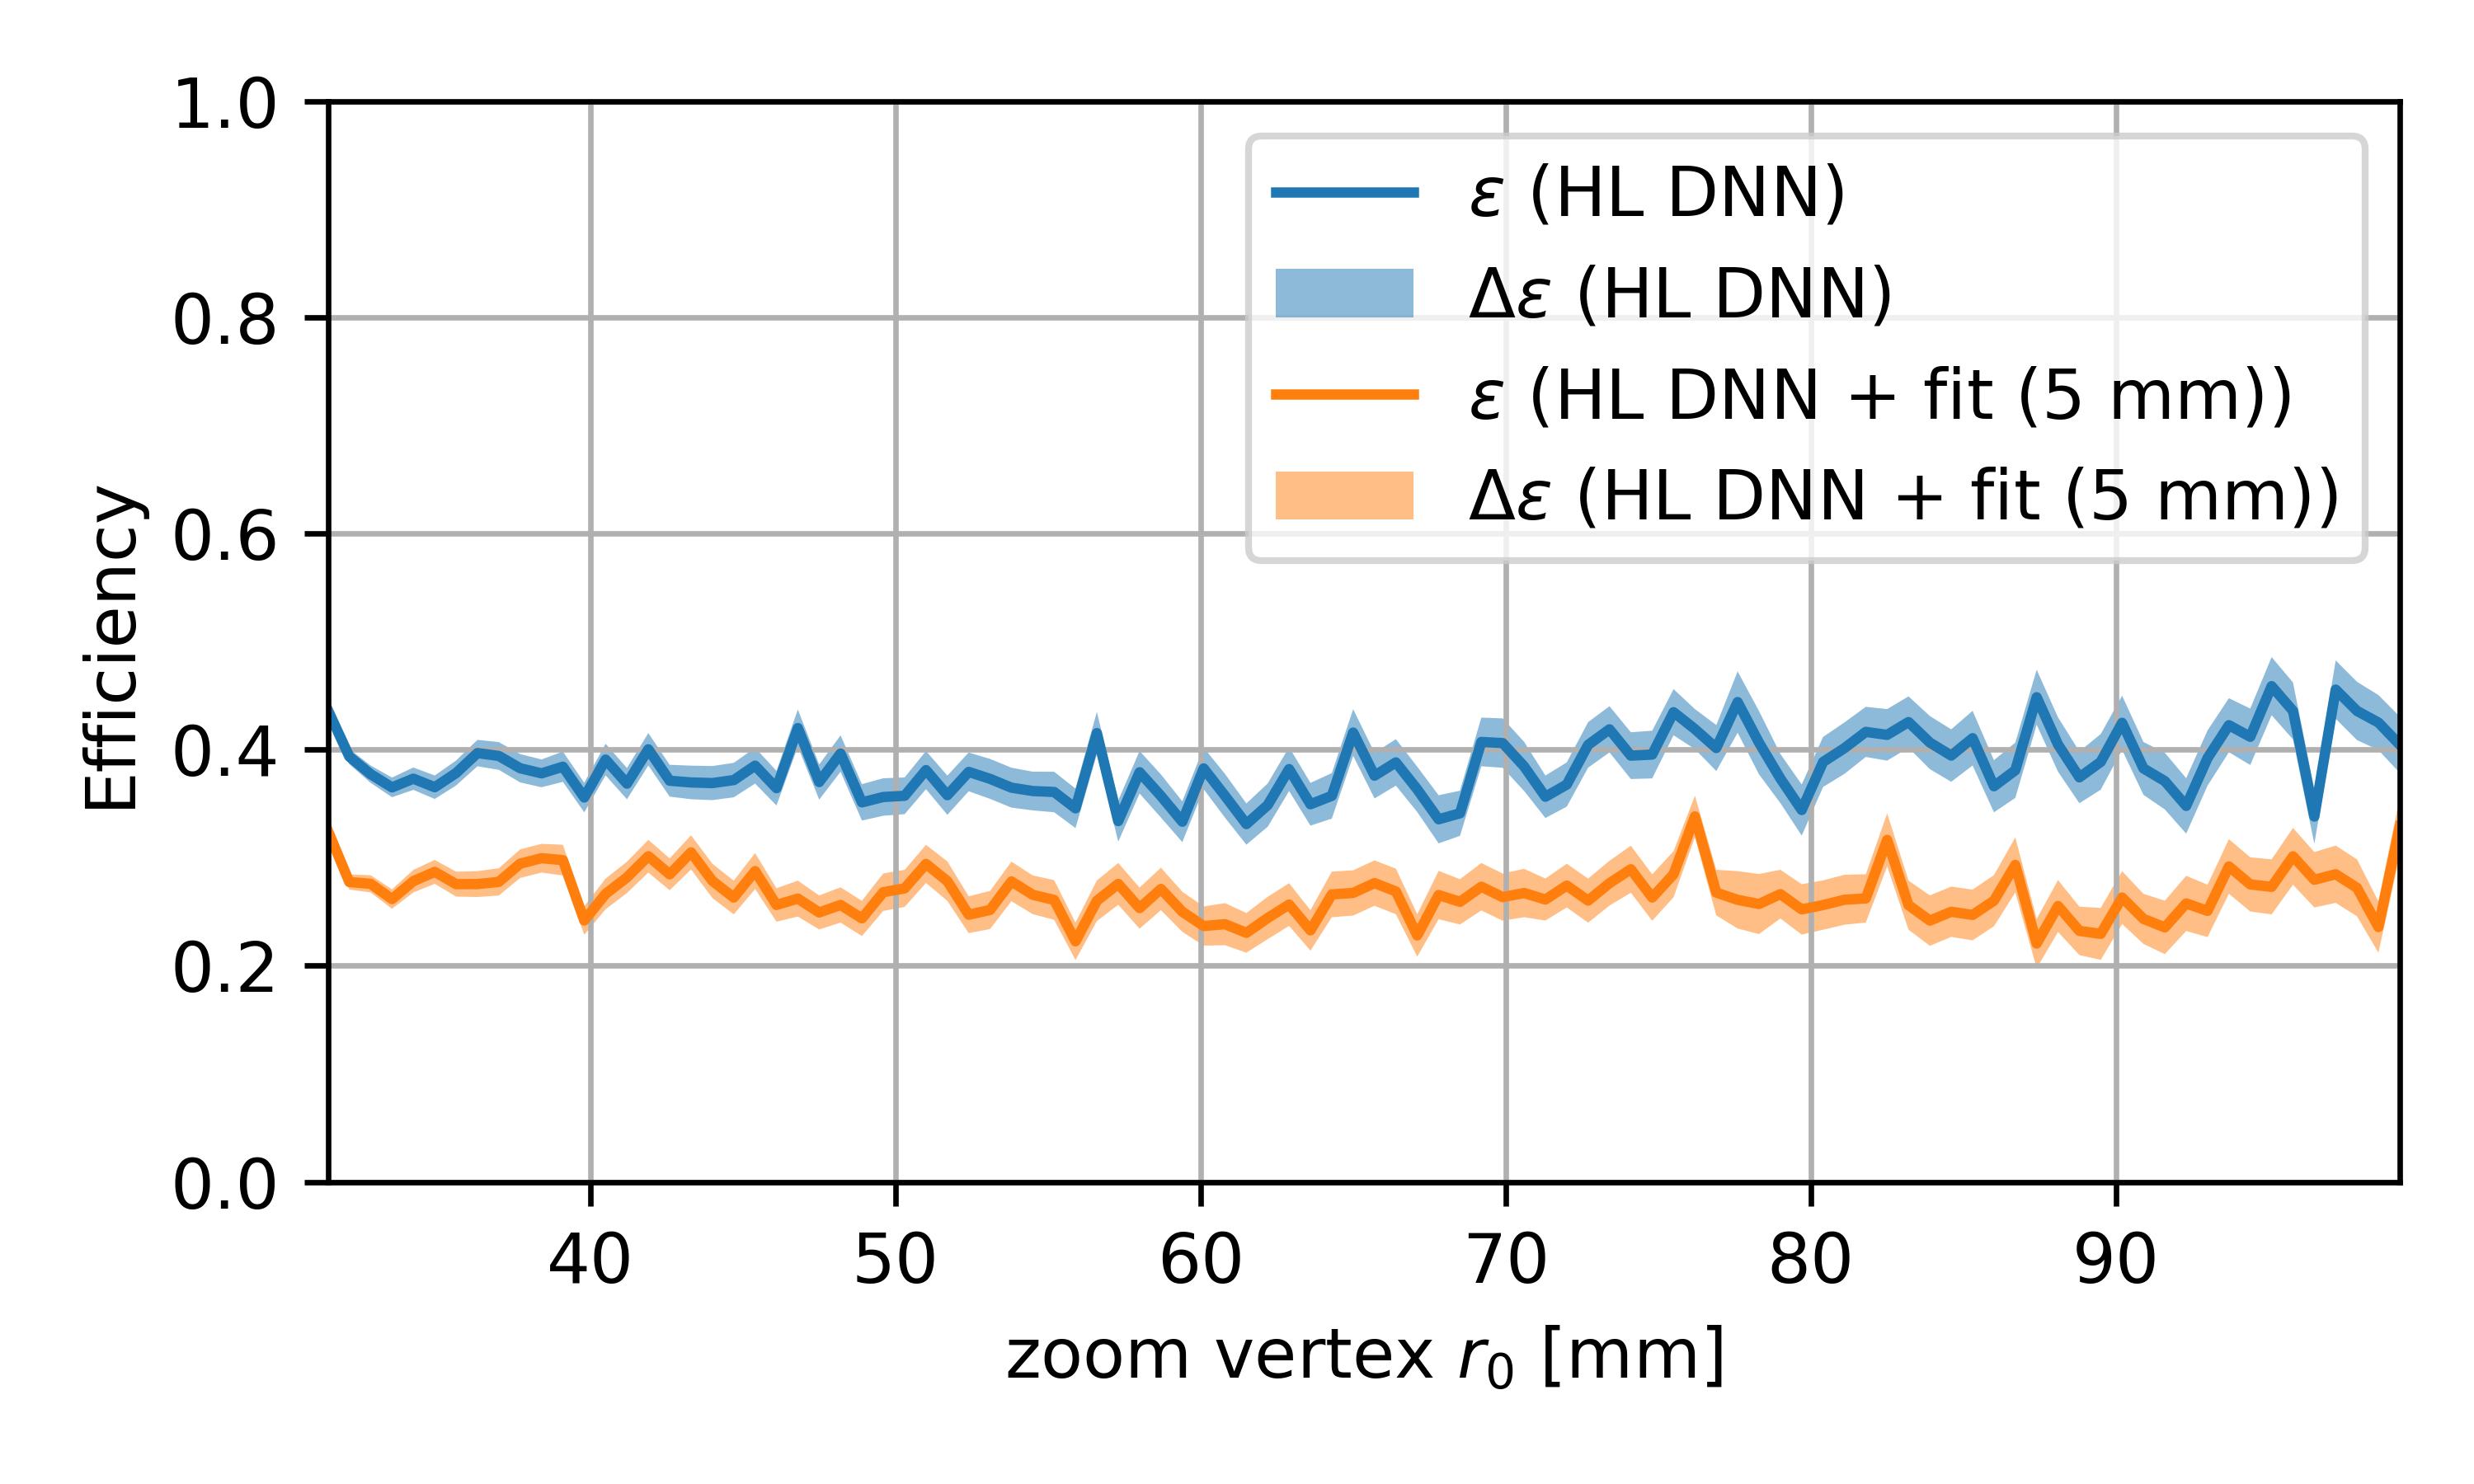 1.0
0.8
0.6
0.4
0.2
0.0
Efficiency
ε (HL DNN)
Δε (HL DNN)
ε (HL DNN + fit (5 mm))
Δε (HL DNN + fit (5 mm))
40 50 60 70 80 90
zoom vertex r₀ [mm]